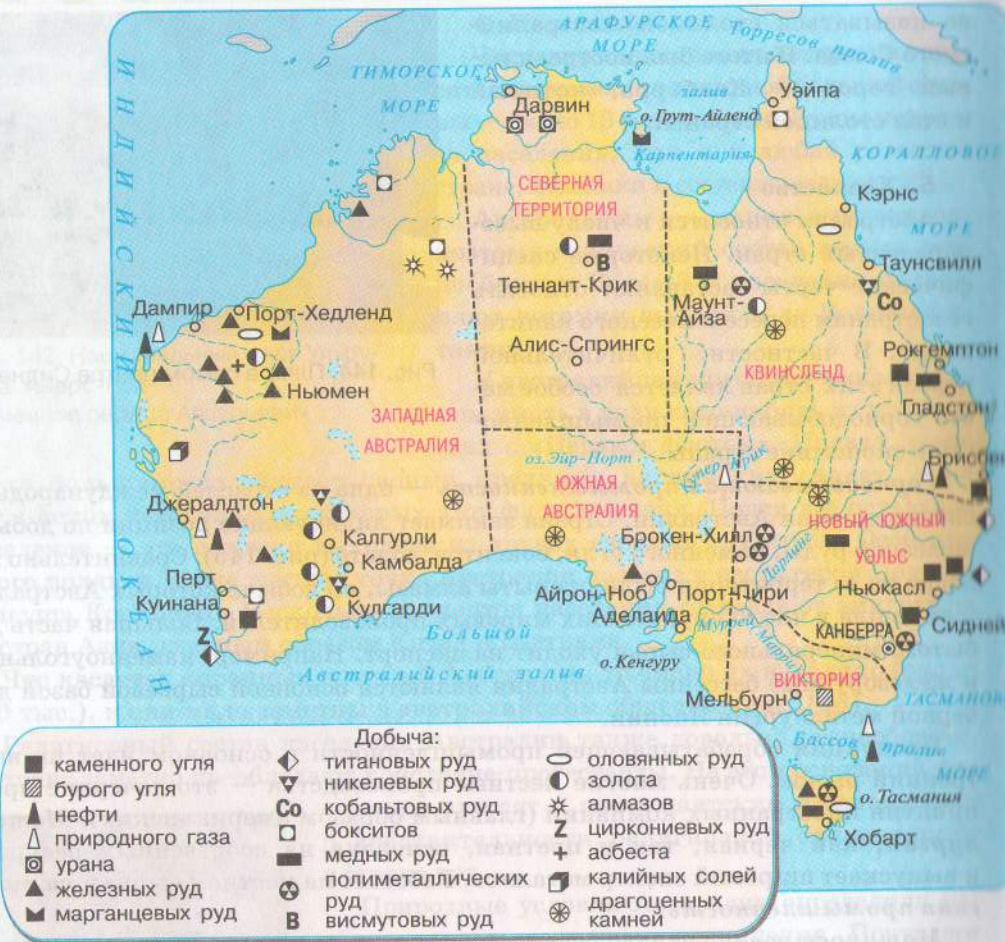 АРАФУРСКОЕ
МОРЕ
Торресов пролив
ТИМОРСКОЕ
МОРЕ
Дарвин
залив
Карпентария
о.Грут-Айленд
Уэйпа
КОРАЛЛОВО
МОРЕ
ИНДИЙСКИЙ
ОКЕАН
СЕВЕРНАЯ
ТЕРРИТОРИЯ
Кэрнс
Таунсвилл
Co
B
Теннант-Крик
Маунт-
Айза
Дампир
Порт-Хедленд
Ньюмен
Алис-Спрингс
Рокгемптон
Гладстон
КВИНСЛЕНД
ЗАПАДНАЯ
АВСТРАЛИЯ
оз.Эйр-Норт
ЮЖНАЯ
АВСТРАЛИЯ
Брисбен
Джералдтон
Калгурли
Камбалда
Кулгарди
Перт
Куинана
Z
Брокен-Хилл
Дарлинг
НОВЫЙ ЮЖНЫЙ
УЭЛЬС
Айрон-Ноб
Порт-Пири
Аделаида
Ньюкасл
Сидней
КАНБЕРРА
Муррей
Большой
Австралийский залив
о.Кенгуру
Мельбурн
ВИКТОРИЯ
ТАСМАНОВ
МОРЕ
Бассов пролив
о.Тасмания
Хобарт
Добыча:
каменного угля
бурого угля
нефти
природного газа
урана
железных руд
марганцевых руд
титановых руд
никелевых руд
Co кобальтовых руд
бокситов
медных руд
полиметаллических
руд
B висмутовых руд
оловянных руд
золота
алмазов
Z циркониевых руд
асбеста
калийных солей
драгоценных
камней